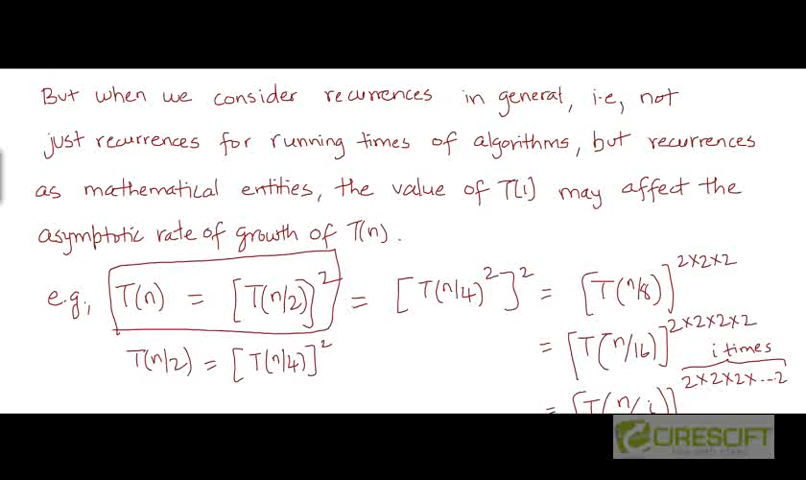 But when we consider recurrences in general, i.e, not
just recurrences for running times of algorithms, but recurrences
as mathematical entities, the value of T(1) may affect the
asymptotic rate of growth of T(n).
e.g., T(n) = [T(n/2)]² = [T(n/4)²]² = [T(n/8)]^2×2×2
T(n/2) = [T(n/4)]² = [T(n/16)]^2×2×2×2
i times
= [T(n/i)]^2×2×2×...2
CIRESCIFT